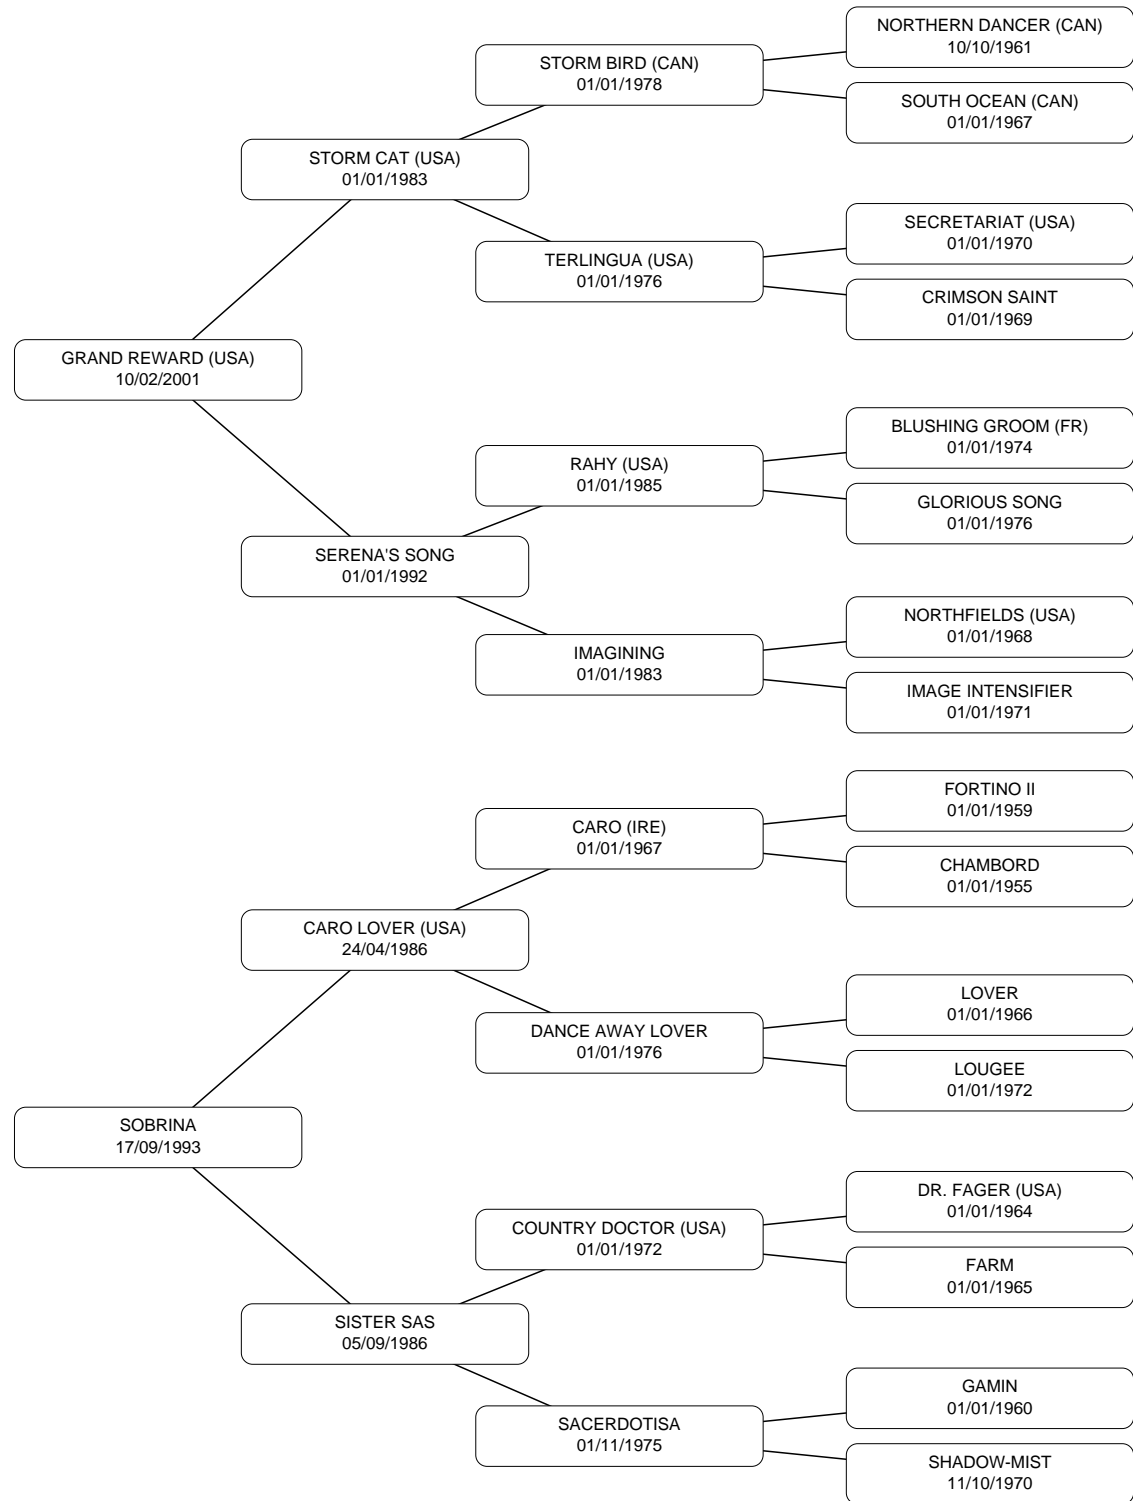 NORTHERN DANCER (CAN)
10/10/1961
STORM BIRD (CAN)
01/01/1978
SOUTH OCEAN (CAN)
01/01/1967
STORM CAT (USA)
01/01/1983
SECRETARIAT (USA)
01/01/1970
TERLINGUA (USA)
01/01/1976
CRIMSON SAINT
01/01/1969
GRAND REWARD (USA)
10/02/2001
BLUSHING GROOM (FR)
01/01/1974
RAHY (USA)
01/01/1985
GLORIOUS SONG
01/01/1976
SERENA'S SONG
01/01/1992
NORTHFIELDS (USA)
01/01/1968
IMAGINING
01/01/1983
IMAGE INTENSIFIER
01/01/1971
FORTINO II
01/01/1959
CARO (IRE)
01/01/1967
CHAMBORD
01/01/1955
CARO LOVER (USA)
24/04/1986
LOVER
01/01/1966
DANCE AWAY LOVER
01/01/1976
LOUGEE
01/01/1972
SOBRINA
17/09/1993
DR. FAGER (USA)
01/01/1964
COUNTRY DOCTOR (USA)
01/01/1972
FARM
01/01/1965
SISTER SAS
05/09/1986
GAMIN
01/01/1960
SACERDOTISA
01/11/1975
SHADOW-MIST
11/10/1970